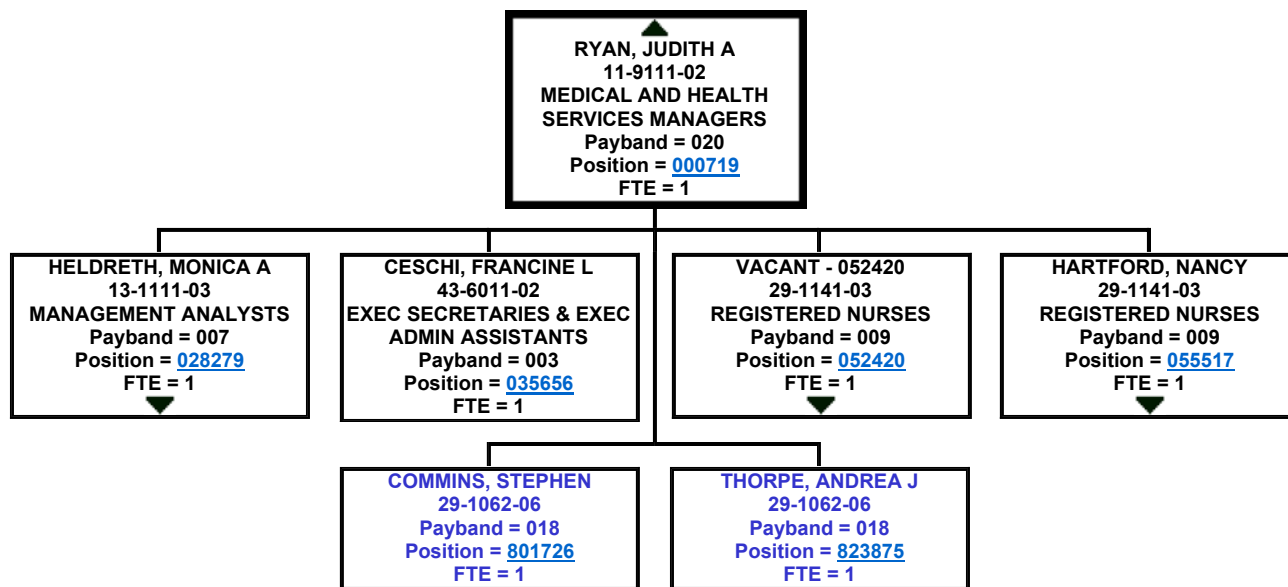 RYAN, JUDITH A
11-9111-02
MEDICAL AND HEALTH
SERVICES MANAGERS
Payband = 020
Position = 000719
FTE = 1
HELDRETH, MONICA A
13-1111-03
MANAGEMENT ANALYSTS
Payband = 007
Position = 028279
FTE = 1
CESCHI, FRANCINE L
43-6011-02
EXEC SECRETARIES & EXEC
ADMIN ASSISTANTS
Payband = 003
Position = 035656
FTE = 1
VACANT - 052420
29-1141-03
REGISTERED NURSES
Payband = 009
Position = 052420
FTE = 1
HARTFORD, NANCY
29-1141-03
REGISTERED NURSES
Payband = 009
Position = 055517
FTE = 1
COMMINS, STEPHEN
29-1062-06
Payband = 018
Position = 801726
FTE = 1
THORPE, ANDREA J
29-1062-06
Payband = 018
Position = 823875
FTE = 1